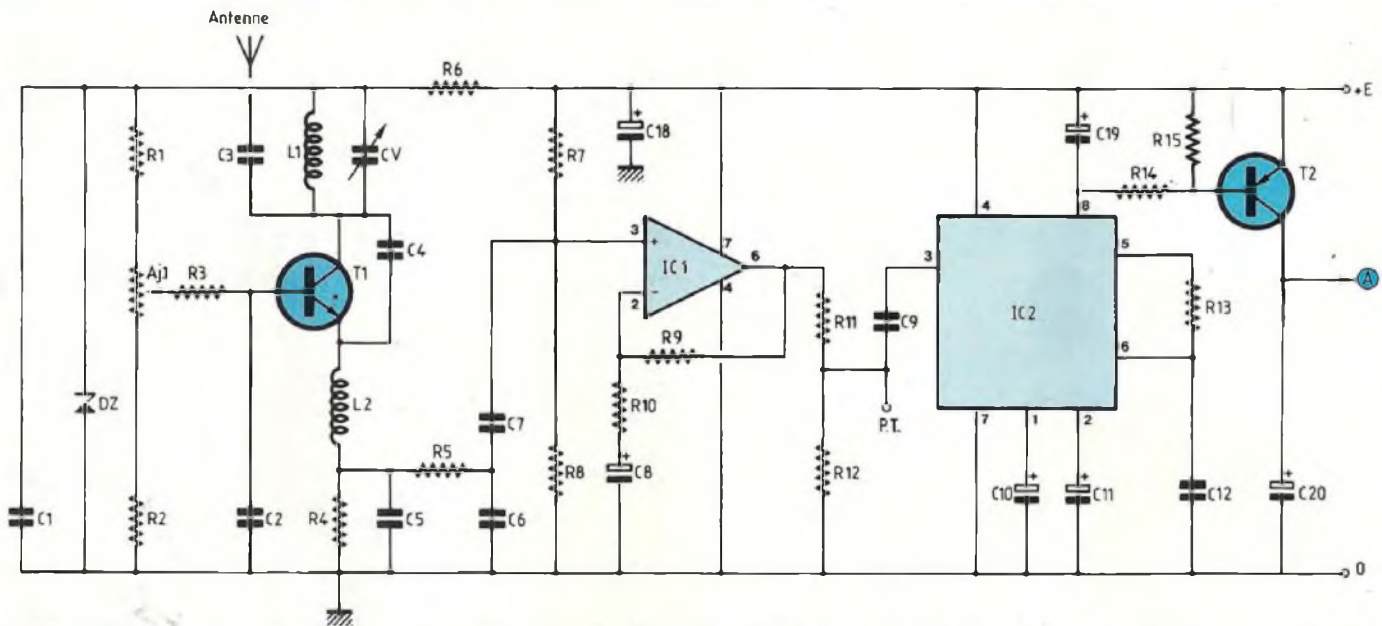 Antenne
R6
+E
R1
C3
L1
CV
R7
+
C18
+
C19
R15
R14
T2
Aj1
R3
T1
C4
3
+
IC1
7
6
2
−
4
4
8
3
IC2
5
6
R13
A
R9
R11
C9
L2
R10
P.T.
7
1
2
C7
R5
+
C8
R8
R12
DZ
C1
R2
C2
R4
C5
C6
+
C10
+
C11
C12
+
C20
0